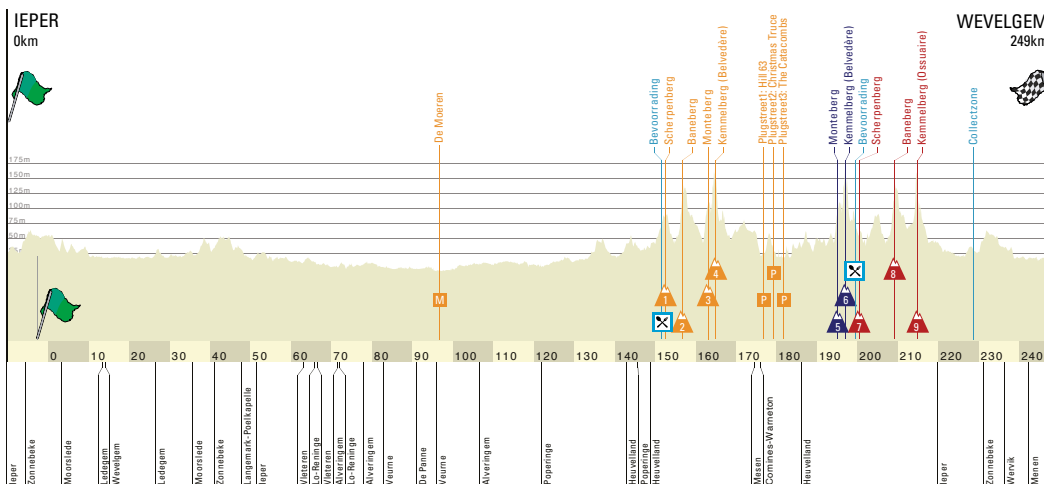 IEPER
0km
WEVELGEM
249km
De Moeren
Bevoorrading
Scherpenberg
Baneberg
Monteberg
Kemmelberg (Belvedère)
Plugstreet1: Hill 63
Plugstreet2: Christmas Truce
Plugstreet3: The Catacombs
Monteberg
Kemmelberg (Belvedère)
Bevoorrading
Scherpenberg
Baneberg
Kemmelberg (Ossuaire)
Collectzone
175m
150m
125m
100m
75m
50m
M
1
2
3
4
P
P
P
5
6
7
8
9
0 10 20 30 40 50 60 70 80 90 100 110 120 130 140 150 160 170 180 190 200 210 220 230 240
Ieper
Zonnebeke
Moorslede
Ledegem
Wevelgem
Ledegem
Moorslede
Zonnebeke
Langemark-Poelkapelle
Ieper
Vleteren
Lo-Reninge
Vleteren
Alveringem
Lo-Reninge
Alveringem
Veurne
De Panne
Veurne
Alveringem
Poperinge
Heuvelland
Poperinge
Heuvelland
Mesen
Comines-Warneton
Heuvelland
Ieper
Zonnebeke
Wervik
Menen